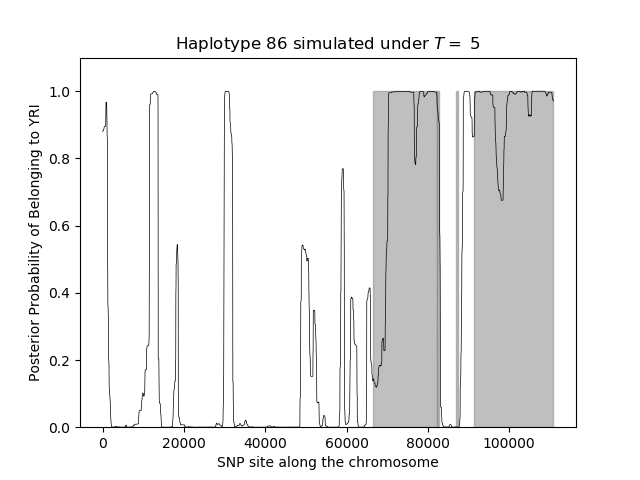 Haplotype 86 simulated under T = 5
Posterior Probability of Belonging to YRI
1.0
0.8
0.6
0.4
0.2
0.0
0 20000 40000 60000 80000 100000
SNP site along the chromosome